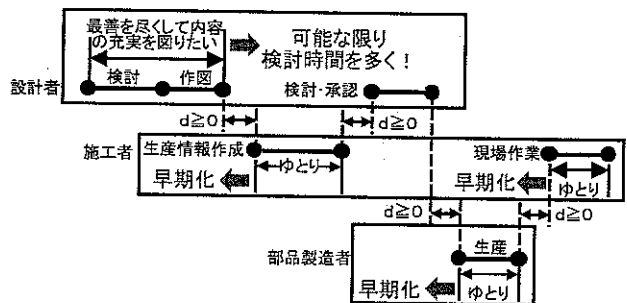 最善を尽くして内容
の充実を図りたい
可能な限り
検討時間を多く!
設計者
検討
作図
検討・承認
d≧0
d≧0
施工者
生産情報作成
ゆとり
早期化
現場作業
早期化
ゆとり
d≧0
d≧0
部品製造者
生産
早期化
ゆとり